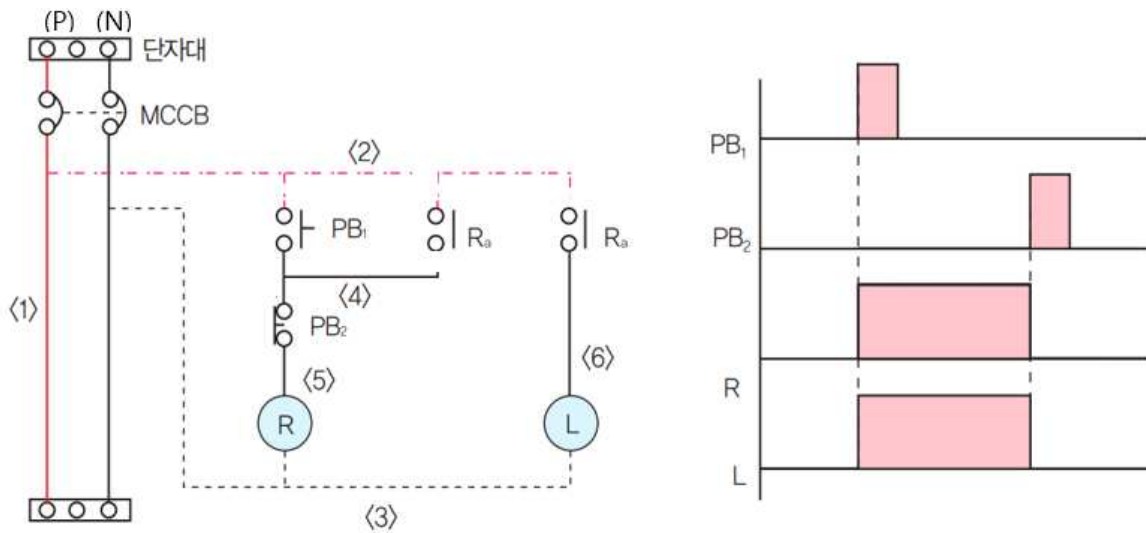 (P) (N)
단자대
MCCB
⟨2⟩
PB₁
Rₐ
Rₐ
⟨4⟩
⟨1⟩
PB₂
⟨5⟩
⟨6⟩
R
L
⟨3⟩
PB₁
PB₂
R
L